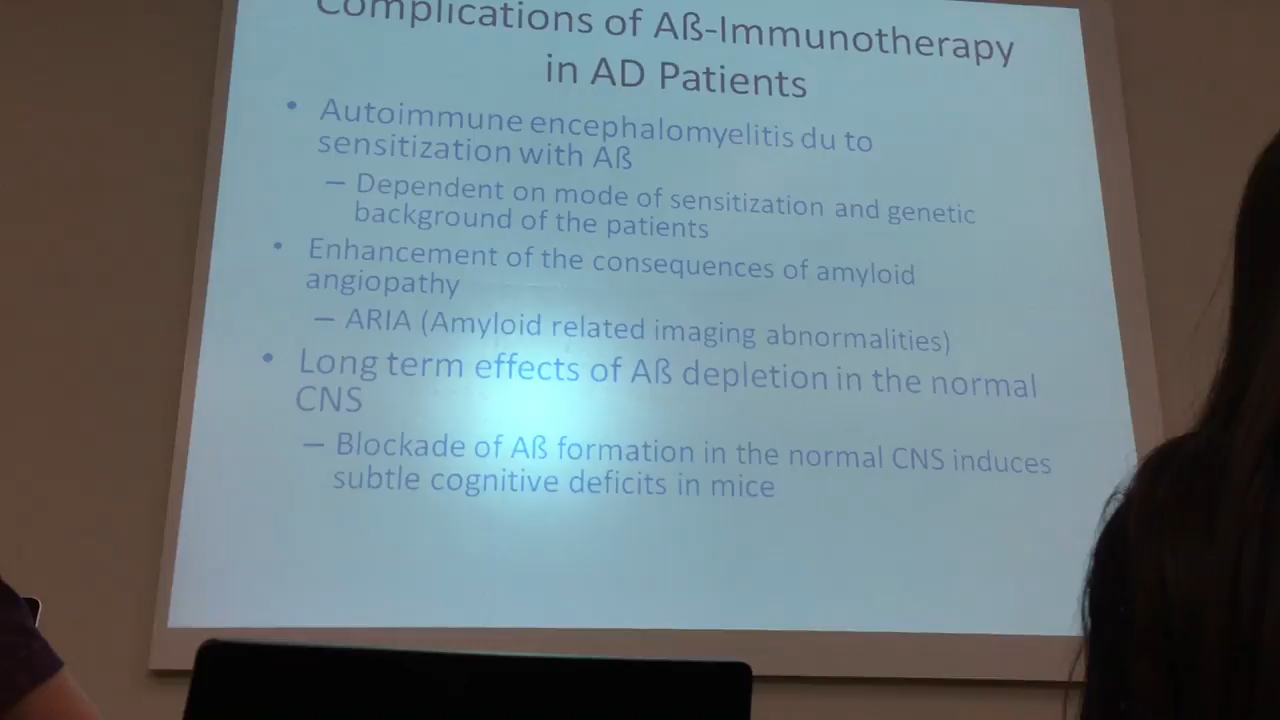 Complications of Aß-Immunotherapy
in AD Patients
• Autoimmune encephalomyelitis du to
sensitization with Aß
– Dependent on mode of sensitization and genetic
background of the patients
• Enhancement of the consequences of amyloid
angiopathy
– ARIA (Amyloid related imaging abnormalities)
• Long term effects of Aß depletion in the normal
CNS
– Blockade of Aß formation in the normal CNS induces
subtle cognitive deficits in mice